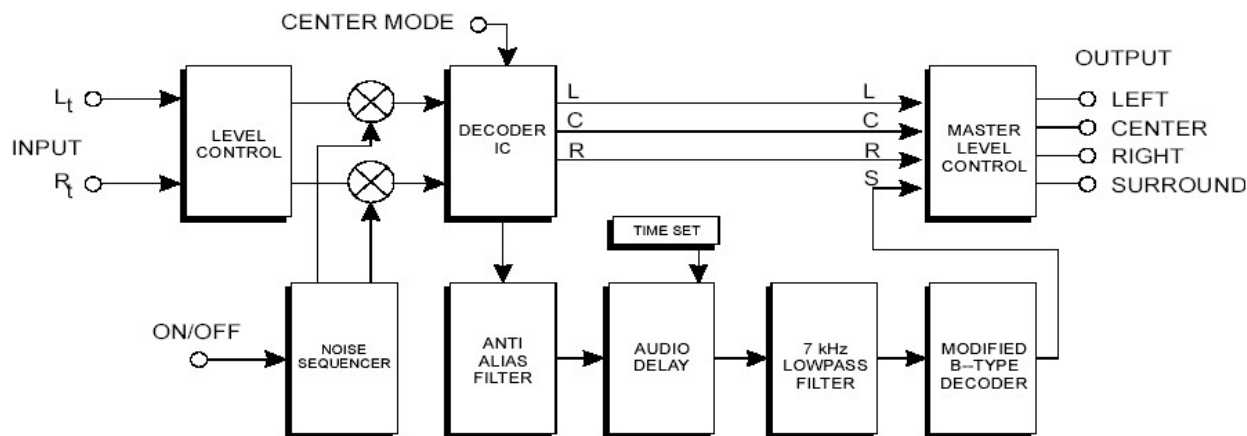 CENTER MODE
OUTPUT
INPUT
Lt
Rt
LEVEL
CONTROL
DECODER
IC
L
C
R
L
C
R
S
MASTER
LEVEL
CONTROL
LEFT
CENTER
RIGHT
SURROUND
TIME SET
ON/OFF
NOISE
SEQUENCER
ANTI
ALIAS
FILTER
AUDIO
DELAY
7 kHz
LOWPASS
FILTER
MODIFIED
B--TYPE
DECODER